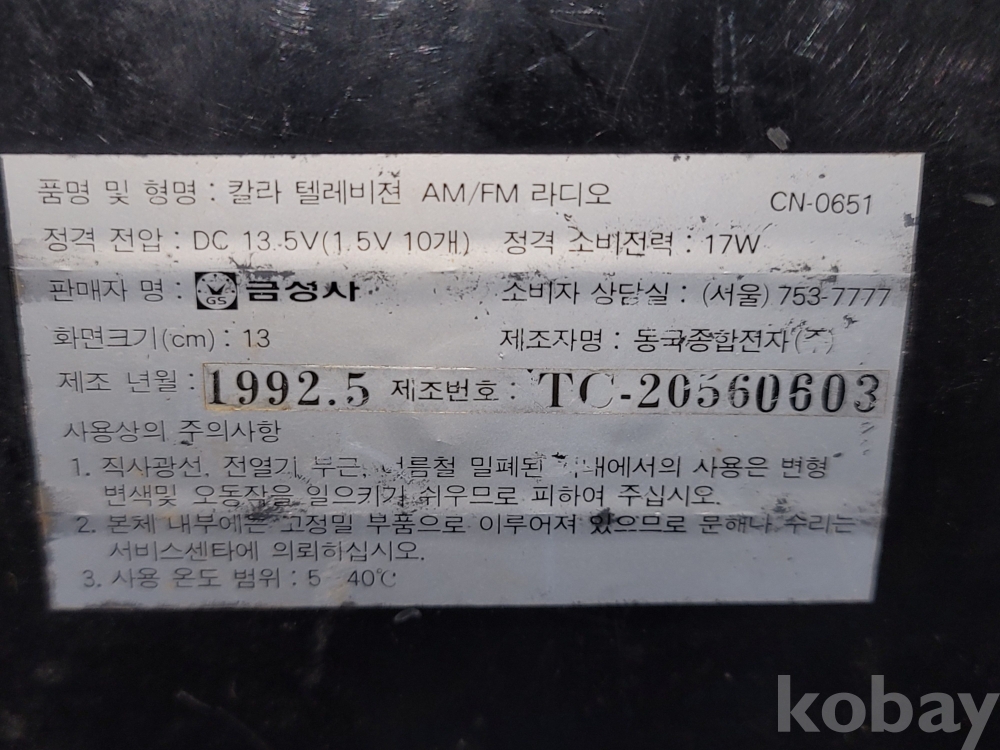 품명 및 형명 : 칼라 텔레비젼 AM/FM 라디오 CN-0651
정격 전압 : DC 13.5V(1.5V 10개) 정격 소비전력 : 17W
판매자 명 : GS 금성사 소비자 상담실 : (서울) 753-7777
화면크기(cm) : 13 제조자명 : 동국종합전자(주)
제조 년월 : 1992.5 제조번호 : TC-20560603
사용상의 주의사항
1. 직사광선, 전열기 부근, 여름철 밀폐된 사용은 변형
변색및 오동작을 일으키기 쉬우므로 피하여 주십시오.
2. 본체 내부에는 고정밀 부품으로 이루어져 있으므로 분해나 수리는
서비스센타에 의뢰하십시오.
3. 사용 온도 범위 : 5 40℃
kobay